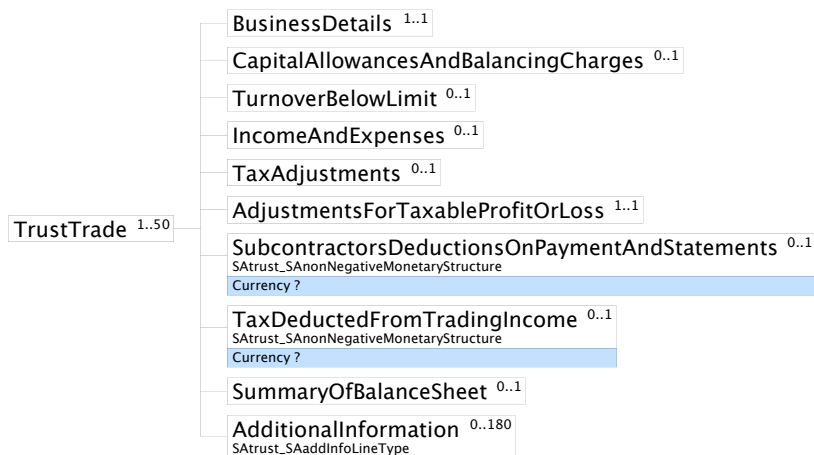 BusinessDetails 1..1
CapitalAllowancesAndBalancingCharges 0..1
TurnoverBelowLimit 0..1
IncomeAndExpenses 0..1
TaxAdjustments 0..1
AdjustmentsForTaxableProfitOrLoss 1..1
TrustTrade 1..50
SubcontractorsDeductionsOnPaymentAndStatements 0..1
SAtrust_SAnonNegativeMonetaryStructure
Currency ?
TaxDeductedFromTradingIncome 0..1
SAtrust_SAnonNegativeMonetaryStructure
Currency ?
SummaryOfBalanceSheet 0..1
AdditionalInformation 0..180
SAtrust_SAaddInfoLineType